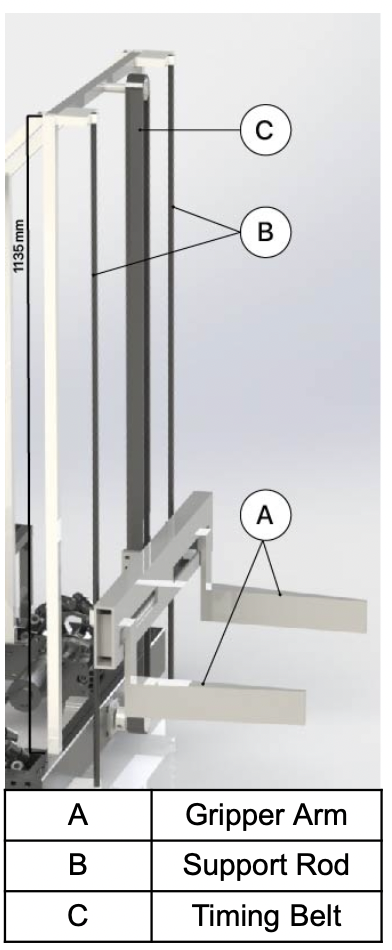 C
B
1135mm
A
A Gripper Arm
B Support Rod
C Timing Belt